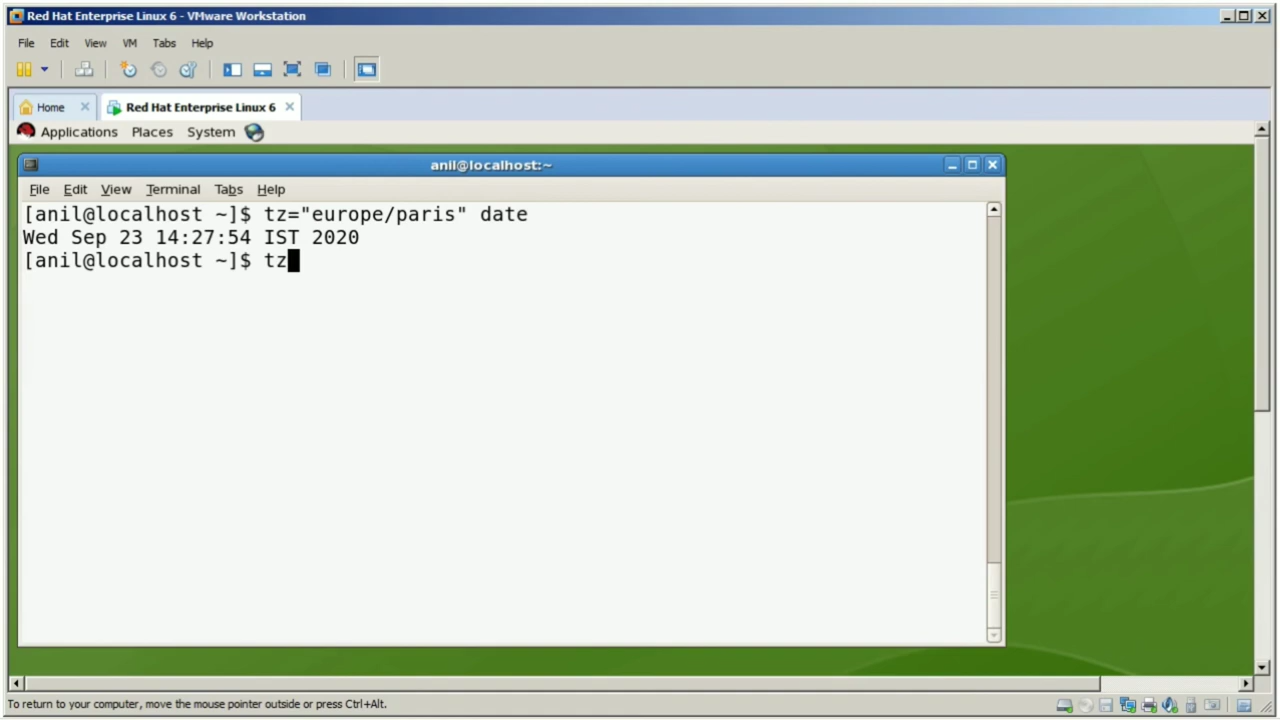 Red Hat Enterprise Linux 6 - VMware Workstation
File Edit View VM Tabs Help
Home Red Hat Enterprise Linux 6
Applications Places System
anil@localhost:~
File Edit View Terminal Tabs Help
[anil@localhost ~]$ tz="europe/paris" date
Wed Sep 23 14:27:54 IST 2020
[anil@localhost ~]$ tz
To return to your computer, move the mouse pointer outside or press Ctrl+Alt.